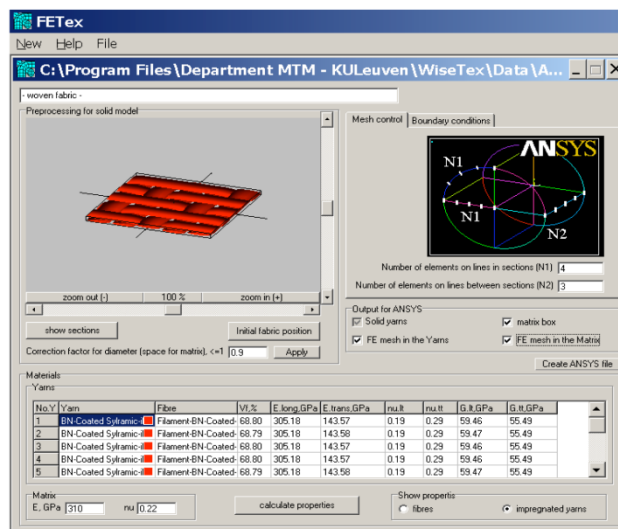 FETex
New Help File
C:\Program Files\Department MTM - KULeuven\WiseTex\Data\A...
- woven fabric -
Preprocessing for solid model
zoom out (-) 100 % zoom in (+)
show sections Initial fabric position
Correction factor for diameter (space for matrix), <=1 0.9 Apply
Mesh control Boundary conditions
ANSYS
N1
N1
N2
Number of elements on lines in sections (N1) 4
Number of elements on lines between sections (N2) 3
Output for ANSYS
Solid yarns matrix box
FE mesh in the Yarns FE mesh in the Matrix
Create ANSYS file
Materials
Yarns
No.Y Yarn Fibre Vf,% E.long,GPa E.trans,GPa nu.lt nu.tt G.lt,GPa G.tt,GPa
1 BN-Coated Sylramic-i Filament-BN-Coated- 68.80 305.18 143.57 0.19 0.29 59.46 55.49
2 BN-Coated Sylramic-i Filament-BN-Coated- 68.79 305.18 143.58 0.19 0.29 59.47 55.49
3 BN-Coated Sylramic-i Filament-BN-Coated- 68.80 305.18 143.57 0.19 0.29 59.46 55.49
4 BN-Coated Sylramic-i Filament-BN-Coated- 68.80 305.18 143.57 0.19 0.29 59.46 55.49
5 BN-Coated Sylramic-i Filament-BN-Coated- 68.79 305.18 143.58 0.19 0.29 59.47 55.49
Matrix
E, GPa 310 nu 0.22
calculate properties
Show propertis
fibres impregnated yarns